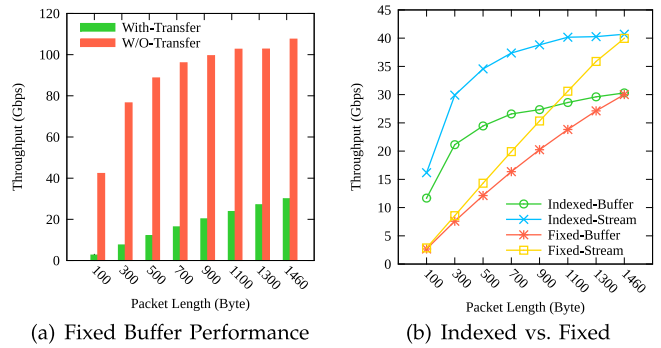 With-Transfer
W/O-Transfer
Throughput (Gbps)
120
100
80
60
40
20
0
100
300
500
700
900
1100
1300
1460
Packet Length (Byte)
(a) Fixed Buffer Performance
Throughput (Gbps)
45
40
35
30
25
20
15
10
5
0
Indexed-Buffer
Indexed-Stream
Fixed-Buffer
Fixed-Stream
100
300
500
700
900
1100
1300
1460
Packet Length (Byte)
(b) Indexed vs. Fixed